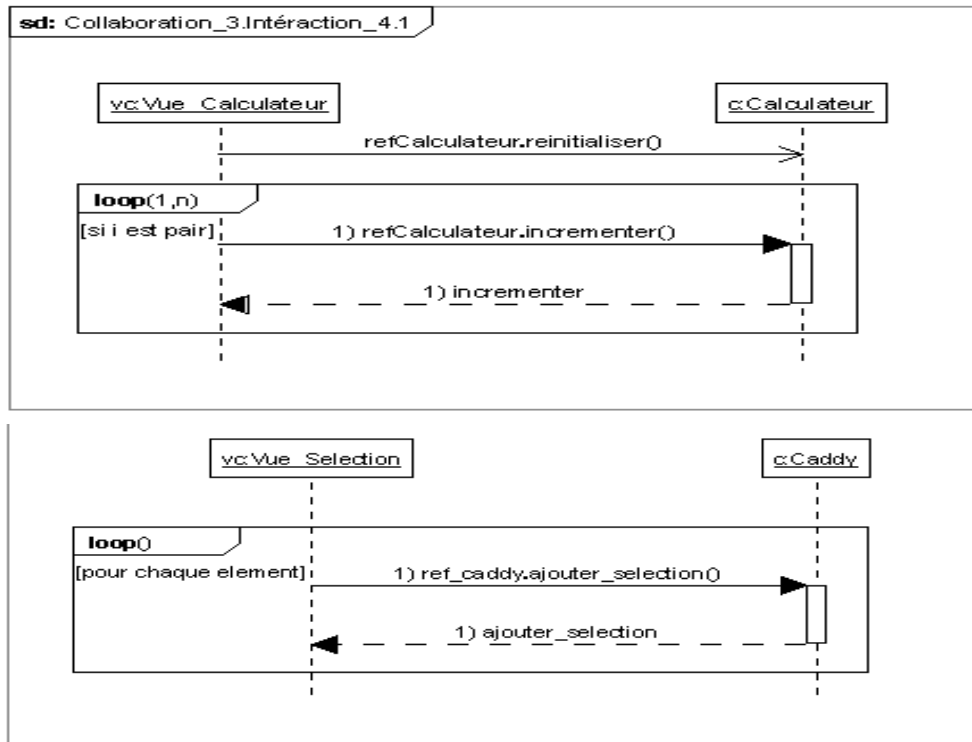 sd: Collaboration_3.Intéraction_4.1
vc:Vue_Calculateur
c:Calculateur
refCalculateur.reinitialiser()
loop(1,n)
[si i est pair]
1) refCalculateur.incrementer()
1) incrementer
vc:Vue_Selection
c:Caddy
loop()
[pour chaque element]
1) ref_caddy.ajouter_selection()
1) ajouter_selection